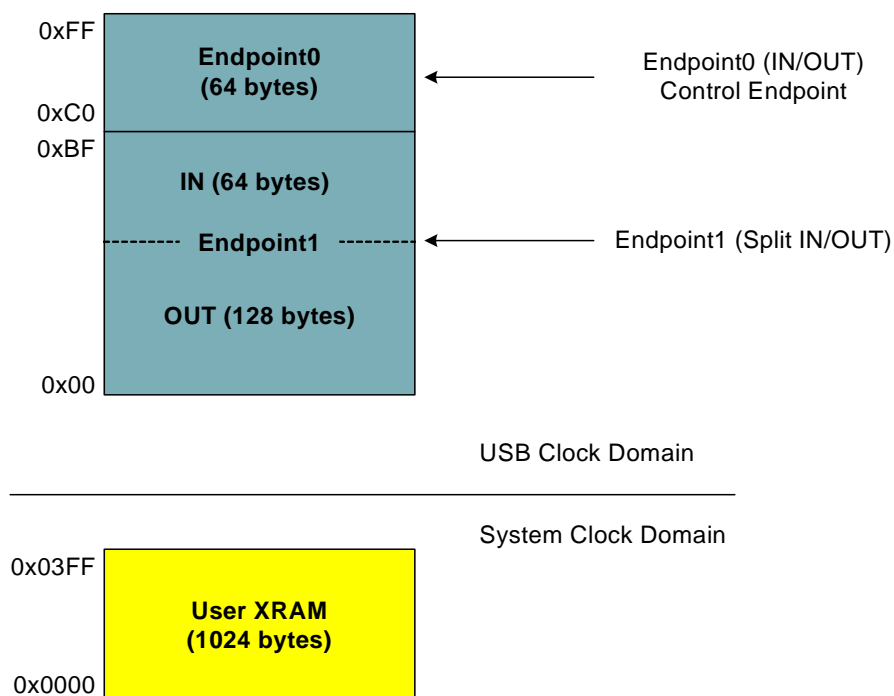 0xFF
Endpoint0
(64 bytes)
Endpoint0 (IN/OUT)
Control Endpoint
0xC0
0xBF
IN (64 bytes)
Endpoint1
Endpoint1 (Split IN/OUT)
OUT (128 bytes)
0x00
USB Clock Domain
System Clock Domain
0x03FF
User XRAM
(1024 bytes)
0x0000